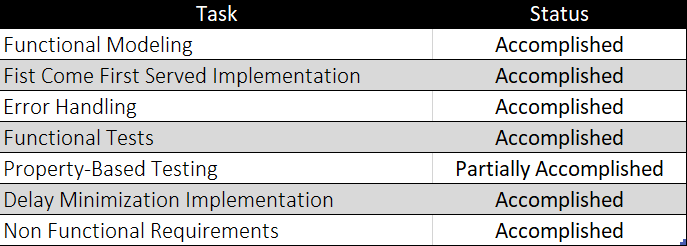 Task Status
Functional Modeling Accomplished
Fist Come First Served Implementation Accomplished
Error Handling Accomplished
Functional Tests Accomplished
Property-Based Testing Partially Accomplished
Delay Minimization Implementation Accomplished
Non Functional Requirements Accomplished